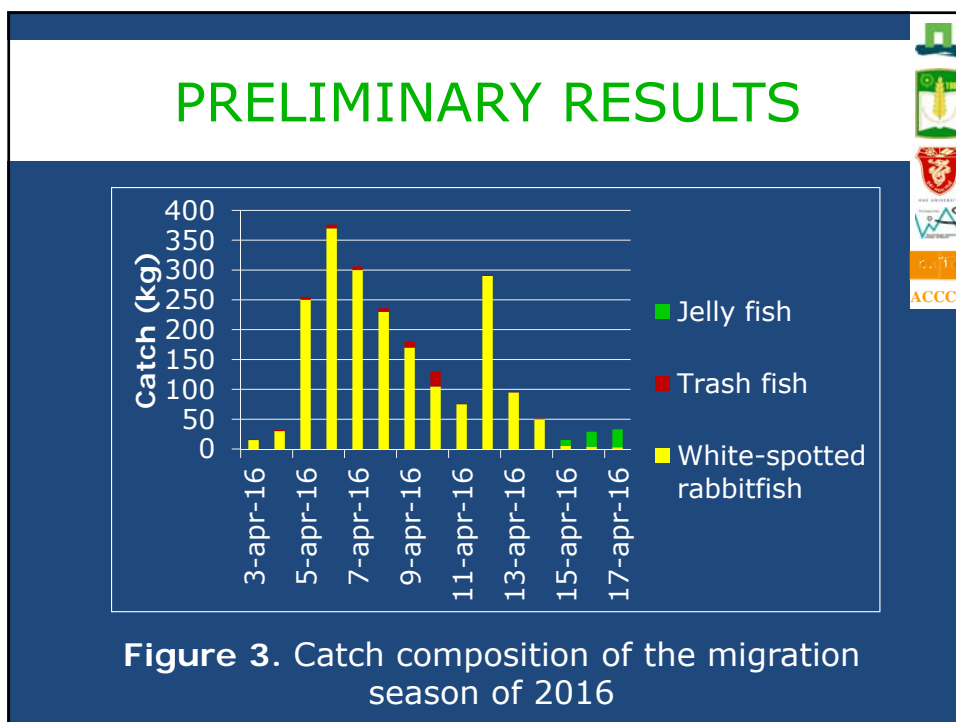 PRELIMINARY RESULTS
400
350
300
250
200
150
100
50
0
Catch (kg)
3-apr-16
5-apr-16
7-apr-16
9-apr-16
11-apr-16
13-apr-16
15-apr-16
17-apr-16
Jelly fish
Trash fish
White-spotted
rabbitfish
ACCC
Figure 3. Catch composition of the migration
season of 2016